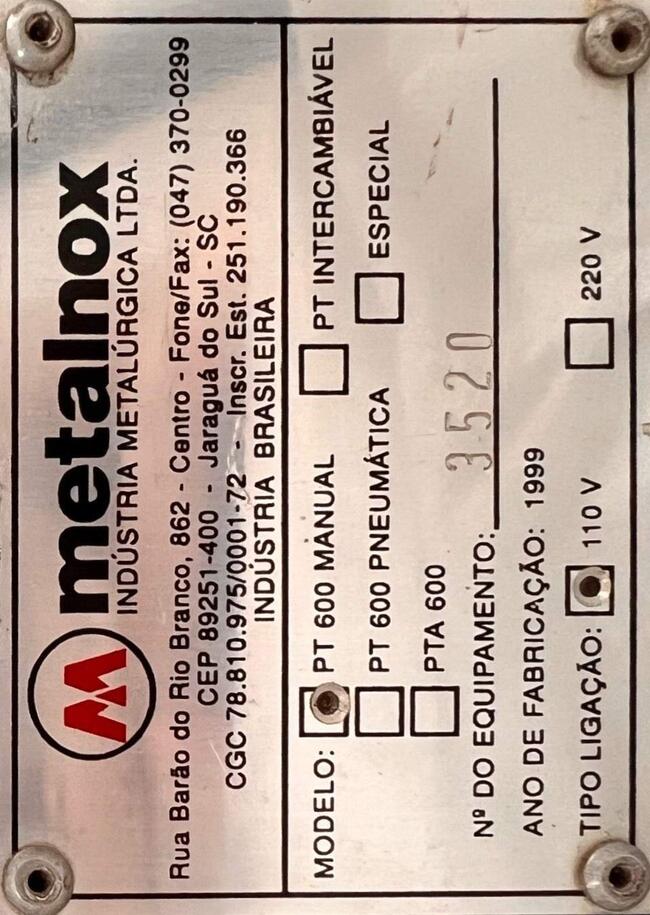 metalnox
INDÚSTRIA METALÚRGICA LTDA.
Rua Barão do Rio Branco, 862 - Centro - Fone/Fax: (047) 370-0299
CEP 89251-400 - Jaraguá do Sul - SC
CGC 78.810.975/0001-72 - Inscr. Est. 251.190.366
INDÚSTRIA BRASILEIRA
MODELO: PT 600 MANUAL PT INTERCAMBIÁVEL
PT 600 PNEUMÁTICA ESPECIAL
PTA 600
Nº DO EQUIPAMENTO: 3520
ANO DE FABRICAÇÃO: 1999
TIPO LIGAÇÃO: 110 V 220 V